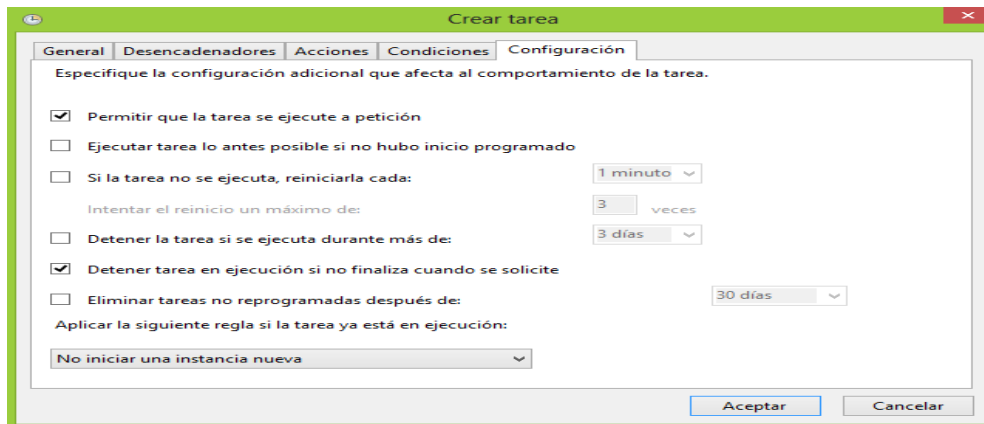 Crear tarea
General Desencadenadores Acciones Condiciones Configuración
Especifique la configuración adicional que afecta al comportamiento de la tarea.
Permitir que la tarea se ejecute a petición
Ejecutar tarea lo antes posible si no hubo inicio programado
Si la tarea no se ejecuta, reiniciarla cada: 1 minuto
Intentar el reinicio un máximo de: 3 veces
Detener la tarea si se ejecuta durante más de: 3 días
Detener tarea en ejecución si no finaliza cuando se solicite
Eliminar tareas no reprogramadas después de: 30 días
Aplicar la siguiente regla si la tarea ya está en ejecución:
No iniciar una instancia nueva
Aceptar Cancelar